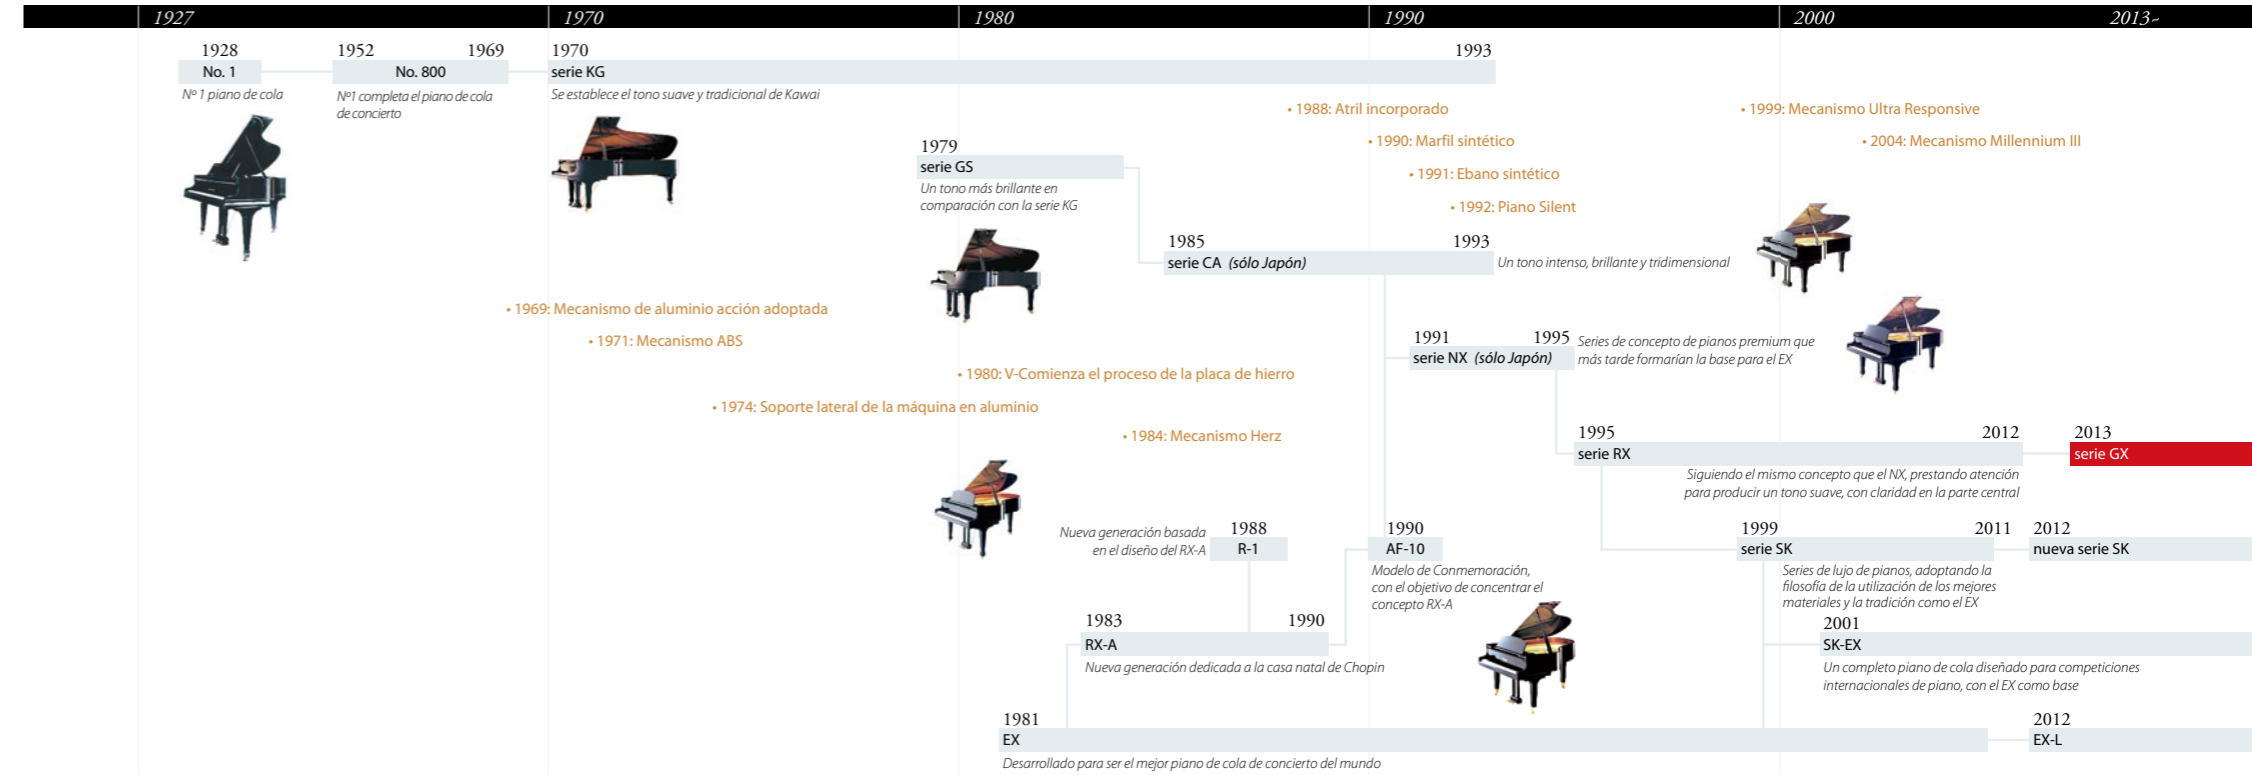 1927
1970
1980
1990
2000
2013~
1928
No. 1
Nº 1 piano de cola
1952
1969
No. 800
Nº1 completa el piano de cola
de concierto
1970
1993
serie KG
Se establece el tono suave y tradicional de Kawai
• 1988: Atril incorporado
• 1999: Mecanismo Ultra Responsive
• 1990: Marfil sintético
• 2004: Mecanismo Millennium III
1979
serie GS
Un tono más brillante en
comparación con la serie KG
• 1991: Ebano sintético
• 1992: Piano Silent
1985
1993
serie CA (sólo Japón)
Un tono intenso, brillante y tridimensional
• 1969: Mecanismo de aluminio acción adoptada
• 1971: Mecanismo ABS
1991
1995
serie NX (sólo Japón)
Series de concepto de pianos premium que
más tarde formarían la base para el EX
• 1980: V-Comienza el proceso de la placa de hierro
• 1974: Soporte lateral de la máquina en aluminio
• 1984: Mecanismo Herz
1995
2012
serie RX
Siguiendo el mismo concepto que el NX, prestando atención
para producir un tono suave, con claridad en la parte central
2013
serie GX
Nueva generación basada
en el diseño del RX-A
1988
R-1
1990
AF-10
Modelo de Conmemoración,
con el objetivo de concentrar el
concepto RX-A
1999
2011
serie SK
Series de lujo de pianos, adoptando la
filosofía de la utilización de los mejores
materiales y la tradición como el EX
2012
nueva serie SK
1983
1990
RX-A
Nueva generación dedicada a la casa natal de Chopin
2001
SK-EX
Un completo piano de cola diseñado para competiciones
internacionales de piano, con el EX como base
1981
EX
Desarrollado para ser el mejor piano de cola de concierto del mundo
2012
EX-L